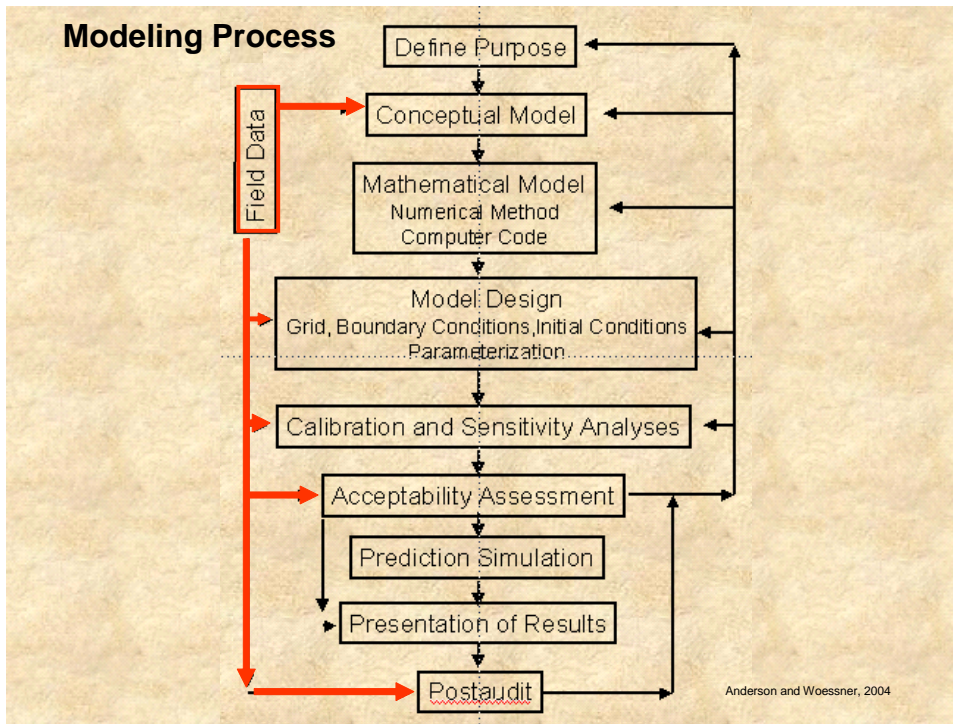 Modeling Process
Define Purpose
Field Data
Conceptual Model
Mathematical Model
Numerical Method
Computer Code
Model Design
Grid, Boundary Conditions,Initial Conditions
Parameterization
Calibration and Sensitivity Analyses
Acceptability Assessment
Prediction Simulation
Presentation of Results
Postaudit
Anderson and Woessner, 2004